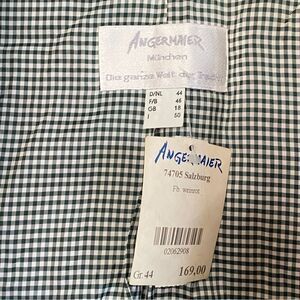 ANGERMAIER
München
Die ganze Welt der Tracht
D/NL 44
F/B 46
GB 18
I 50
ANGERMAIER
74705 Salzburg
Fb. weinrot
02062908
Gr. 44 169,00